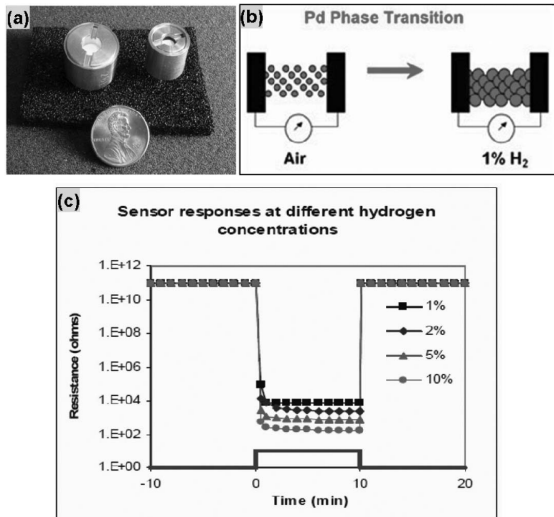 (a)
(b)
Pd Phase Transition
Air
1% H2
(c)
Sensor responses at different hydrogen
concentrations
Resistance (ohms)
1.E+12
1.E+10
1.E+08
1.E+06
1.E+04
1.E+02
1.E+00
1%
2%
5%
10%
-10
0
10
20
Time (min)